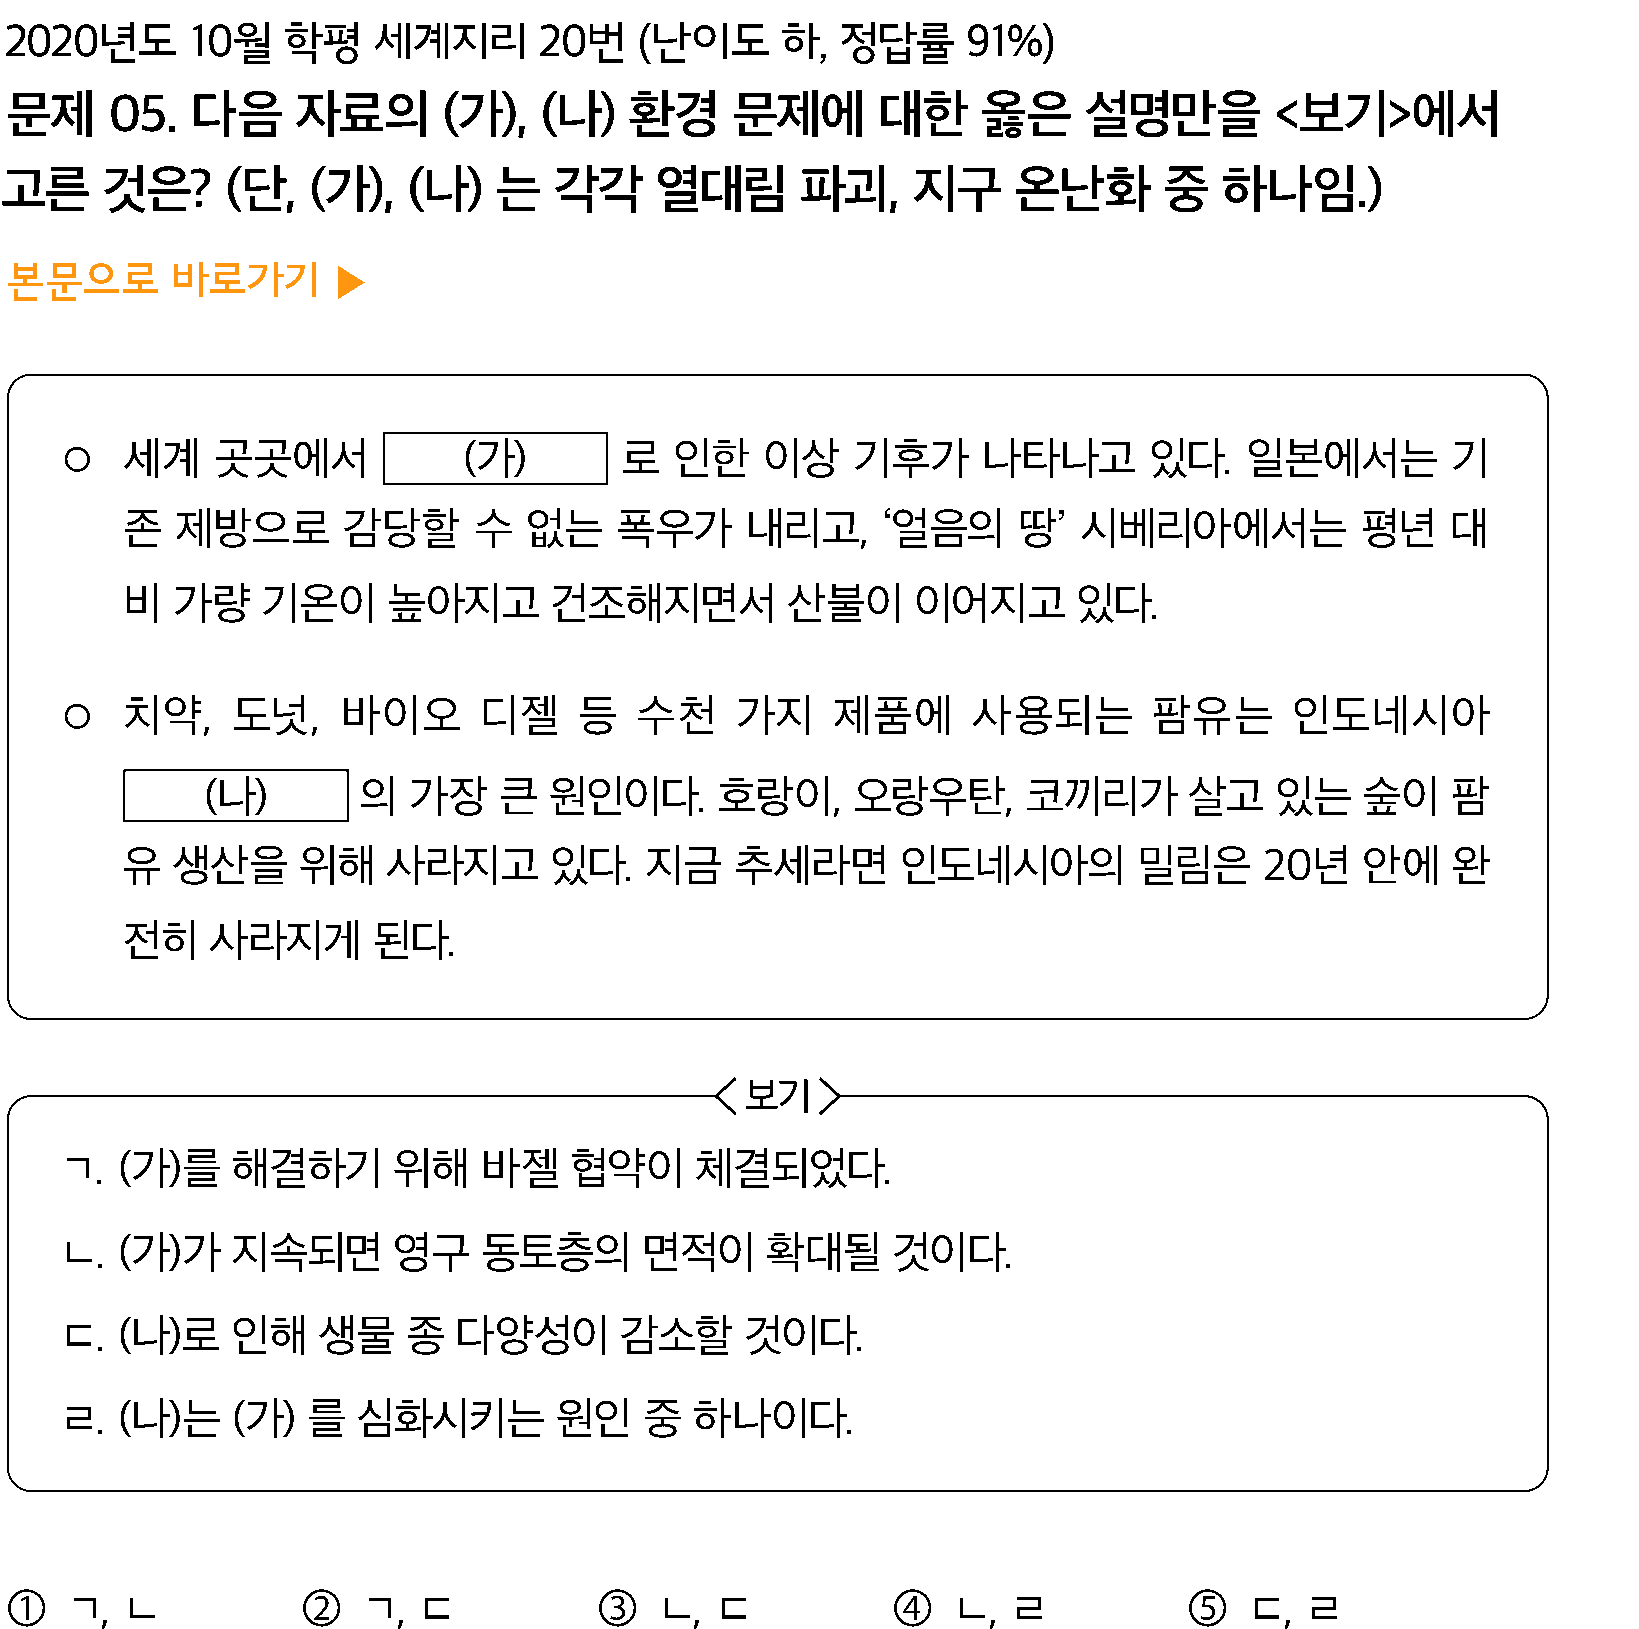 2020년도 10월 학평 세계지리 20번 (난이도 하, 정답률 91%)
문제 05. 다음 자료의 (가), (나) 환경 문제에 대한 옳은 설명만을 <보기>에서
고른 것은? (단, (가), (나) 는 각각 열대림 파괴, 지구 온난화 중 하나임.)
본문으로 바로가기 ▶
○ 세계 곳곳에서 (가) 로 인한 이상 기후가 나타나고 있다. 일본에서는 기
존 제방으로 감당할 수 없는 폭우가 내리고, ‘얼음의 땅’ 시베리아에서는 평년 대
비 가량 기온이 높아지고 건조해지면서 산불이 이어지고 있다.
○ 치약, 도넛, 바이오 디젤 등 수천 가지 제품에 사용되는 팜유는 인도네시아
(나) 의 가장 큰 원인이다. 호랑이, 오랑우탄, 코끼리가 살고 있는 숲이 팜
유 생산을 위해 사라지고 있다. 지금 추세라면 인도네시아의 밀림은 20년 안에 완
전히 사라지게 된다.
<보기>
ㄱ. (가)를 해결하기 위해 바젤 협약이 체결되었다.
ㄴ. (가)가 지속되면 영구 동토층의 면적이 확대될 것이다.
ㄷ. (나)로 인해 생물 종 다양성이 감소할 것이다.
ㄹ. (나)는 (가) 를 심화시키는 원인 중 하나이다.
① ㄱ, ㄴ ② ㄱ, ㄷ ③ ㄴ, ㄷ ④ ㄴ, ㄹ ⑤ ㄷ, ㄹ